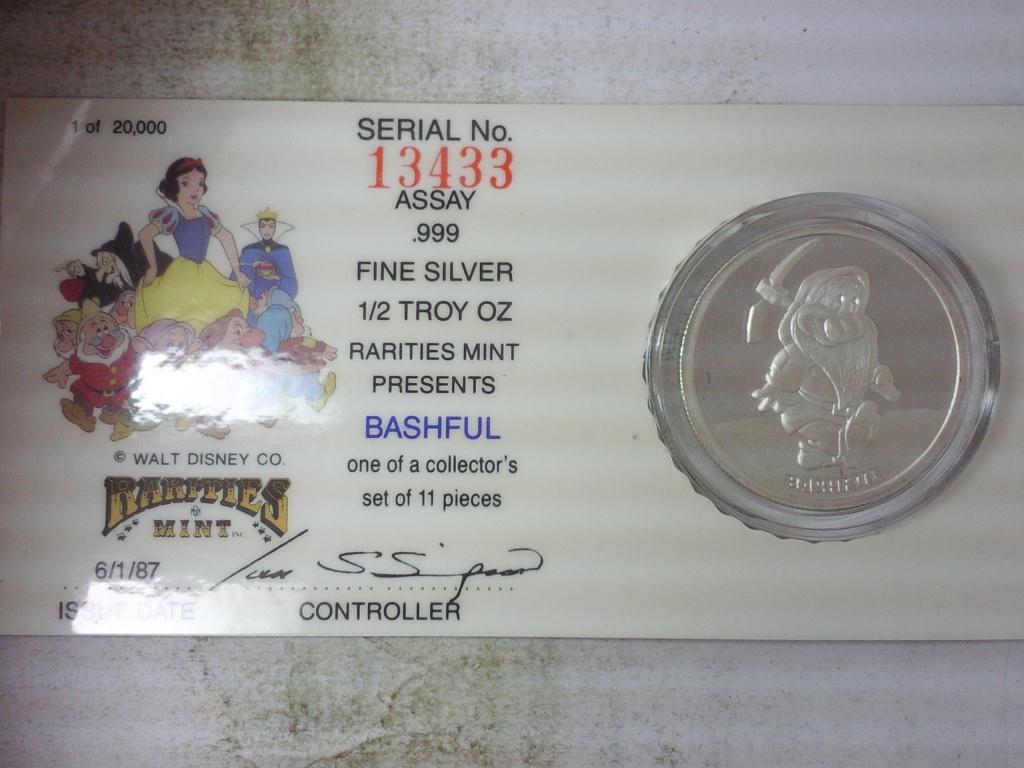 1 of 20,000
SERIAL No.
13433
ASSAY
.999
FINE SILVER
1/2 TROY OZ
RARITIES MINT
PRESENTS
BASHFUL
one of a collector's
set of 11 pieces
© WALT DISNEY CO.
RARITIES
MINT INC.
6/1/87
ISSUE DATE
CONTROLLER
BASHFUL